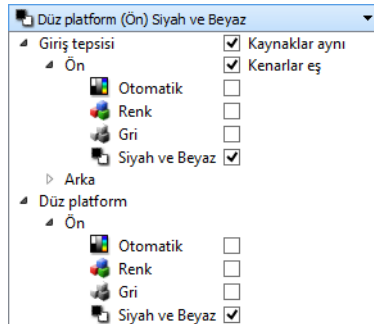 Düz platform (Ön) Siyah ve Beyaz
Giriş tepsisi Kaynaklar aynı
Ön Kenarlar eş
Otomatik
Renk
Gri
Siyah ve Beyaz
Arka
Düz platform
Ön
Otomatik
Renk
Gri
Siyah ve Beyaz